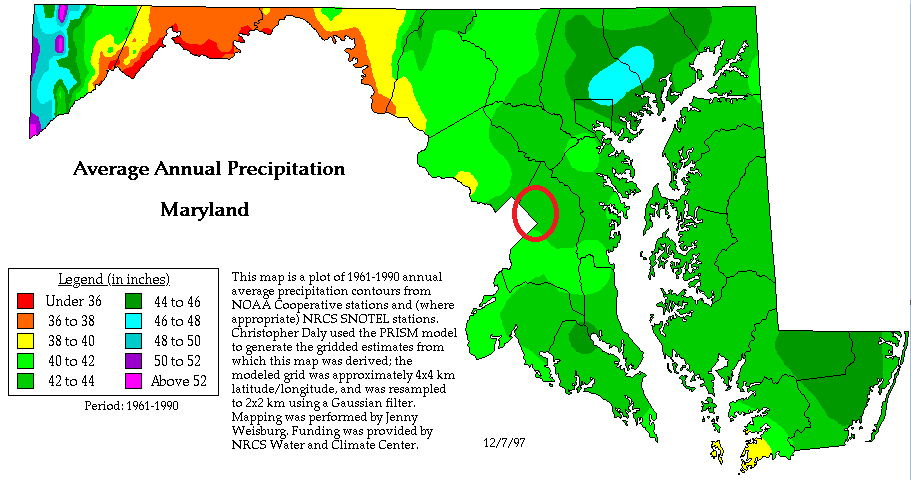 Average Annual Precipitation
Maryland
Legend (in inches)
Under 36
36 to 38
38 to 40
40 to 42
42 to 44
44 to 46
46 to 48
48 to 50
50 to 52
Above 52
Period: 1961-1990
This map is a plot of 1961-1990 annual
average precipitation contours from
NOAA Cooperative stations and (where
appropriate) NRCS SNOTEL stations.
Christopher Daly used the PRISM model
to generate the gridded estimates from
which this map was derived; the
modeled grid was approximately 4x4 km
latitude/longitude, and was resampled
to 2x2 km using a Gaussian filter.
Mapping was performed by Jenny
Weisburg. Funding was provided by
NRCS Water and Climate Center.
12/7/97